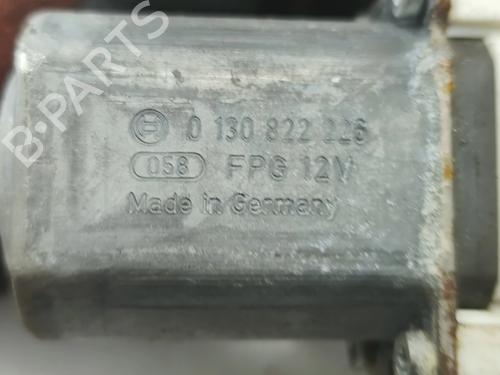 0 130 822 226
058 FPG 12V
Made in Germany
B-PARTS